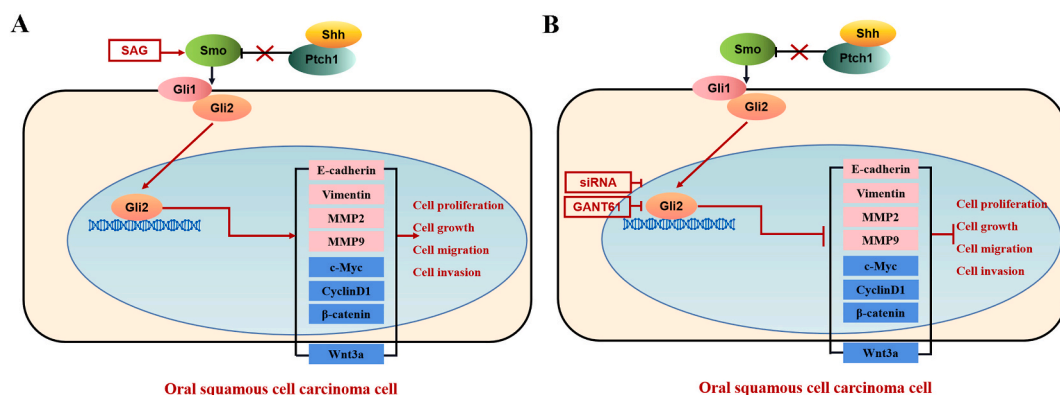 A
SAG
Smo
Shh
Ptch1
Gli1
Gli2
Gli2
E-cadherin
Vimentin
MMP2
MMP9
c-Myc
CyclinD1
β-catenin
Wnt3a
Cell proliferation
Cell growth
Cell migration
Cell invasion
Oral squamous cell carcinoma cell
B
Smo
Shh
Ptch1
Gli1
Gli2
siRNA
GANT61
Gli2
E-cadherin
Vimentin
MMP2
MMP9
c-Myc
CyclinD1
β-catenin
Wnt3a
Cell proliferation
Cell growth
Cell migration
Cell invasion
Oral squamous cell carcinoma cell